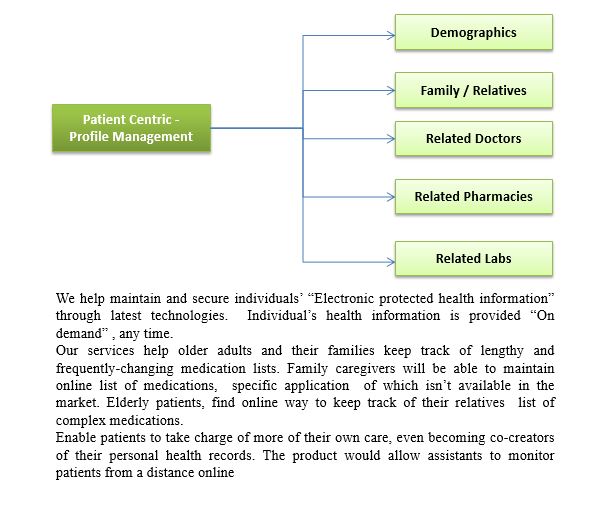 Demographics
Family / Relatives
Patient Centric -
Profile Management
Related Doctors
Related Pharmacies
Related Labs
We help maintain and secure individuals’ “Electronic protected health information”
through latest technologies. Individual’s health information is provided “On
demand” , any time.
Our services help older adults and their families keep track of lengthy and
frequently-changing medication lists. Family caregivers will be able to maintain
online list of medications, specific application of which isn’t available in the
market. Elderly patients, find online way to keep track of their relatives list of
complex medications.
Enable patients to take charge of more of their own care, even becoming co-creators
of their personal health records. The product would allow assistants to monitor
patients from a distance online